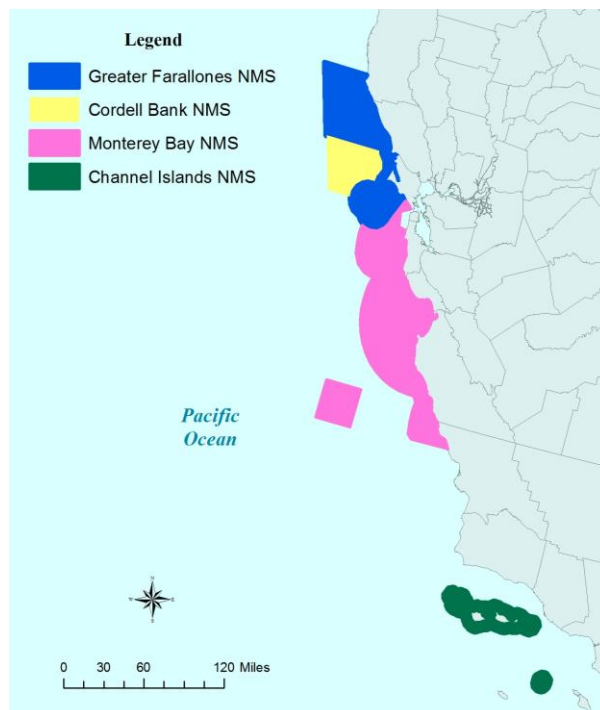 Legend
Greater Farallones NMS
Cordell Bank NMS
Monterey Bay NMS
Channel Islands NMS
Pacific
Ocean
N
W
E
S
0 30 60 120 Miles